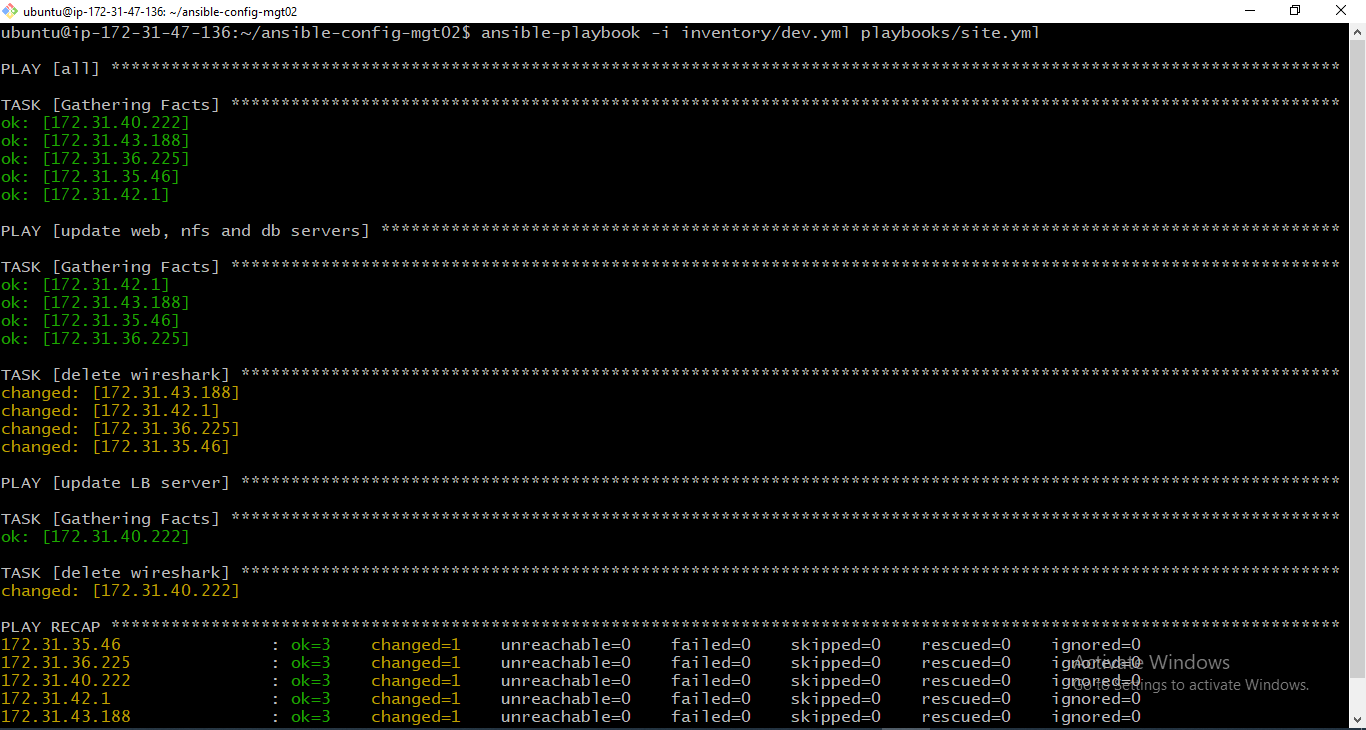 ubuntu@ip-172-31-47-136: ~/ansible-config-mgt02
ubuntu@ip-172-31-47-136:~/ansible-config-mgt02$ ansible-playbook -i inventory/dev.yml playbooks/site.yml
PLAY [all] ***************************************************************************************************************************
TASK [Gathering Facts] ***************************************************************************************************************
ok: [172.31.40.222]
ok: [172.31.43.188]
ok: [172.31.36.225]
ok: [172.31.35.46]
ok: [172.31.42.1]
PLAY [update web, nfs and db servers] ************************************************************************************************
TASK [Gathering Facts] ***************************************************************************************************************
ok: [172.31.42.1]
ok: [172.31.43.188]
ok: [172.31.35.46]
ok: [172.31.36.225]
TASK [delete wireshark] **************************************************************************************************************
changed: [172.31.43.188]
changed: [172.31.42.1]
changed: [172.31.36.225]
changed: [172.31.35.46]
PLAY [update LB server] **************************************************************************************************************
TASK [Gathering Facts] ***************************************************************************************************************
ok: [172.31.40.222]
TASK [delete wireshark] **************************************************************************************************************
changed: [172.31.40.222]
PLAY RECAP ***************************************************************************************************************************
172.31.35.46 : ok=3 changed=1 unreachable=0 failed=0 skipped=0 rescued=0 ignored=0
172.31.36.225 : ok=3 changed=1 unreachable=0 failed=0 skipped=0 rescued=0 ignored=0
172.31.40.222 : ok=3 changed=1 unreachable=0 failed=0 skipped=0 rescued=0 ignored=0
172.31.42.1 : ok=3 changed=1 unreachable=0 failed=0 skipped=0 rescued=0 ignored=0
172.31.43.188 : ok=3 changed=1 unreachable=0 failed=0 skipped=0 rescued=0 ignored=0
Activate Windows
Go to Settings to activate Windows.